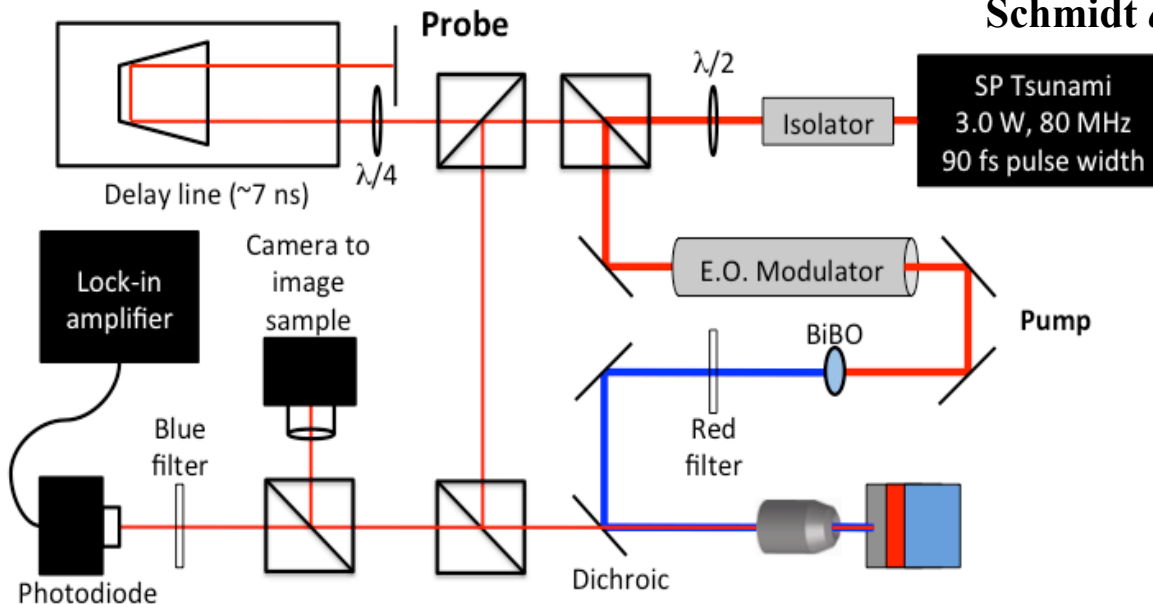 Schmidt
Probe
λ/2
Isolator
SP Tsunami
3.0 W, 80 MHz
90 fs pulse width
λ/4
Delay line (~7 ns)
Lock-in
amplifier
Camera to
image
sample
E.O. Modulator
Pump
BiBO
Blue
filter
Red
filter
Photodiode
Dichroic